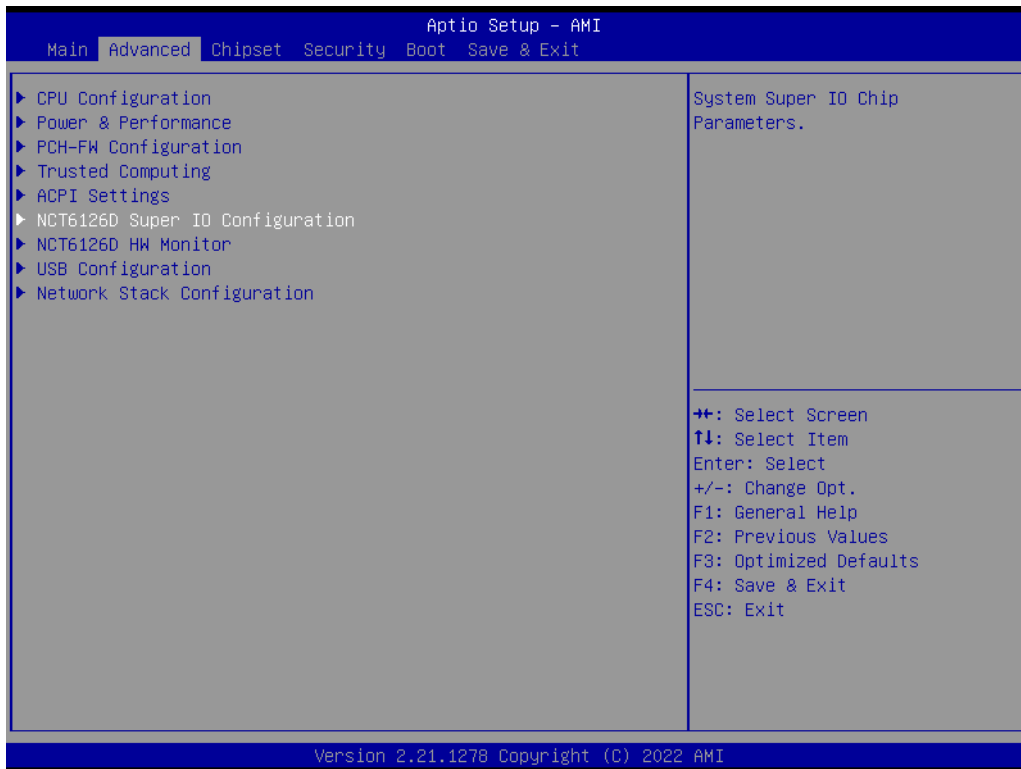 Aptio Setup – AMI
Main Advanced Chipset Security Boot Save & Exit
▶ CPU Configuration
▶ Power & Performance
▶ PCH-FW Configuration
▶ Trusted Computing
▶ ACPI Settings
▶ NCT6126D Super IO Configuration
▶ NCT6126D HW Monitor
▶ USB Configuration
▶ Network Stack Configuration
System Super IO Chip
Parameters.
→←: Select Screen
↑↓: Select Item
Enter: Select
+/-: Change Opt.
F1: General Help
F2: Previous Values
F3: Optimized Defaults
F4: Save & Exit
ESC: Exit
Version 2.21.1278 Copyright (C) 2022 AMI